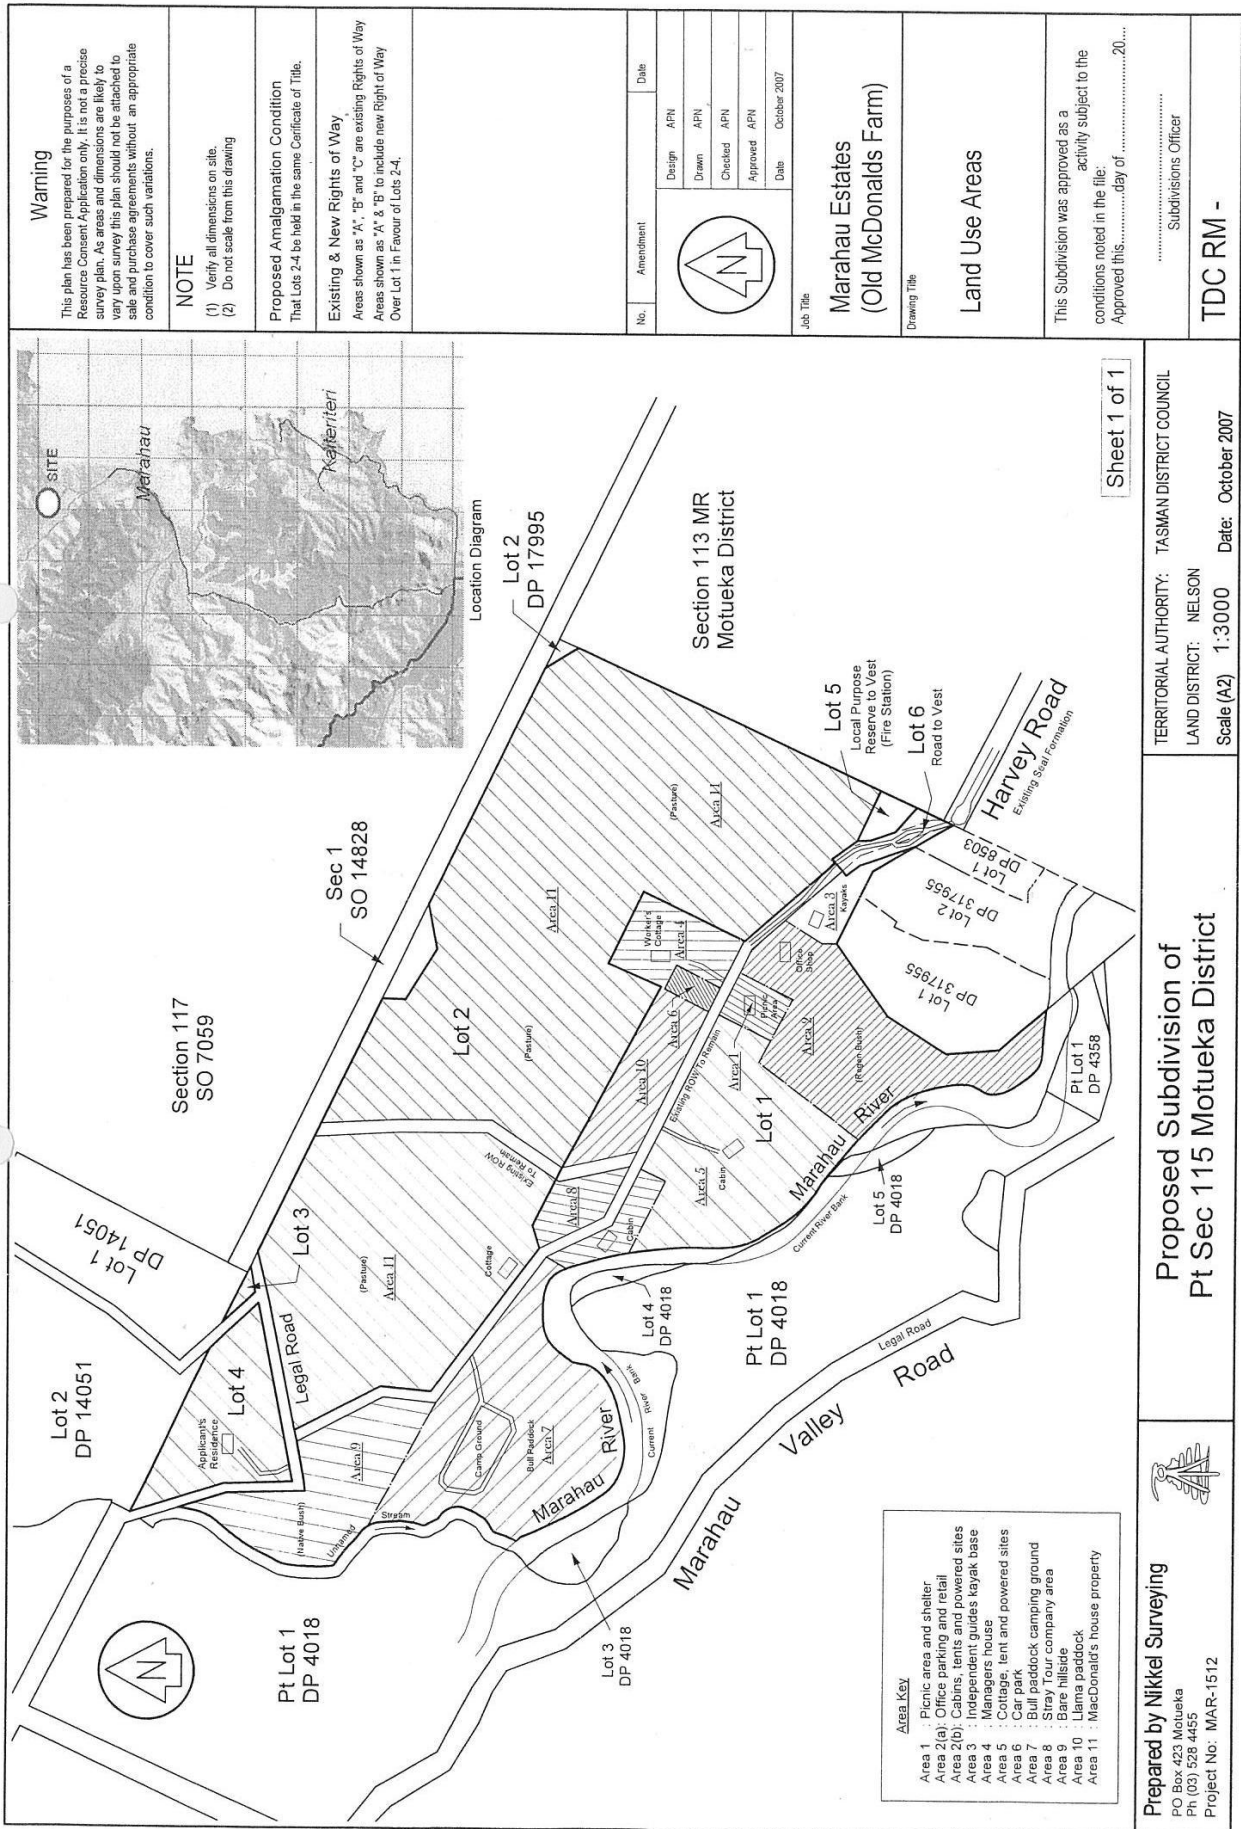 Warning
This plan has been prepared for the purposes of a
Resource Consent Application only. It is not a precise
survey plan. As areas and dimensions are likely to
vary upon survey this plan should not be attached to
sale and purchase agreements without an appropriate
condition to cover such variations.
NOTE
(1) Verify all dimensions on site.
(2) Do not scale from this drawing
Proposed Amalgamation Condition
That Lots 2-4 be held in the same Certificate of Title.
Existing & New Rights of Way
Areas shown as "A", "B" and "C" are existing Rights of Way
Areas shown as "A" & "B" to include new Right of Way
Over Lot 1 in Favour of Lots 2-4.
No. Amendment Date
N
Design APN
Drawn APN
Checked APN
Approved APN
Date October 2007
Job Title
Marahau Estates
(Old McDonalds Farm)
Drawing Title
Land Use Areas
This Subdivision was approved as a
activity subject to the
conditions noted in the file:
Approved this...............day of ........................20....
Subdivisions Officer
TDC RM -
SITE
Marahau
Kaiteriteri
Location Diagram
Lot 2
DP 14051
Lot 1
DP 14051
Section 117
SO 7059
Sec 1
SO 14828
Lot 2
DP 17995
Section 113 MR
Motueka District
Lot 3
Lot 4
Applicant's
Residence
Legal Road
(Pasture)
Area 11
Cottage
Existing ROW
To Remain
Lot 2
(Pasture)
Area 11
(Pasture)
Area 11
Lot 5
Local Purpose
Reserve to Vest
(Fire Station)
Lot 6
Road to Vest
Harvey Road
Existing Seal Formation
N
Pt Lot 1
DP 4018
(Native Bush)
Unnamed
Stream
Area 9
Camp Ground
Bull Paddock
Area 7
Area 8
Cabin
Area 10
Area 6
Worker's
Cottage
Area 4
Existing ROW To Remain
Area 1
Picnic
Area
Office
Shop
Area 3
Kayaks
Area 2
(Regen Bush)
Area 5
Cabin
Lot 1
Lot 1
DP 8503
Lot 2
DP 317955
Lot 1
DP 317955
Marahau
River
Current River Bank
Marahau
River
Current River Bank
Lot 3
DP 4018
Lot 4
DP 4018
Pt Lot 1
DP 4018
Lot 5
DP 4018
Pt Lot 1
DP 4358
Marahau
Valley
Road
Legal Road
Sheet 1 of 1
Area Key
Area 1 : Picnic area and shelter
Area 2(a): Office parking and retail
Area 2(b): Cabins, tents and powered sites
Area 3 : Independent guides kayak base
Area 4 : Managers house
Area 5 : Cottage, tent and powered sites
Area 6 : Car park
Area 7 : Bull paddock camping ground
Area 8 : Stray Tour company area
Area 9 : Bare hillside
Area 10 : Llama paddock
Area 11 : MacDonald's house property
Prepared by Nikkel Surveying
PO Box 423 Motueka
Ph (03) 528 4455
Project No: MAR-1512
Proposed Subdivision of
Pt Sec 115 Motueka District
TERRITORIAL AUTHORITY: TASMAN DISTRICT COUNCIL
LAND DISTRICT: NELSON
Scale (A2) 1:3000 Date: October 2007